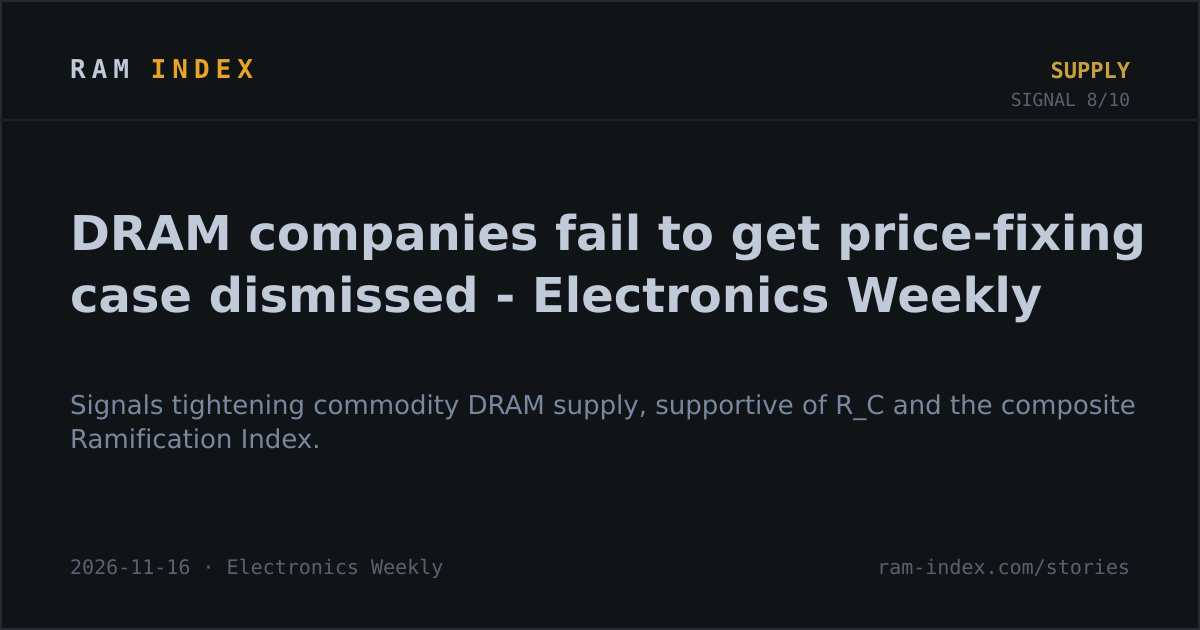 RAM INDEX
SUPPLY
SIGNAL 8/10
DRAM companies fail to get price-fixing
case dismissed - Electronics Weekly
Signals tightening commodity DRAM supply, supportive of R_C and the composite
Ramification Index.
2026-11-16 · Electronics Weekly
ram-index.com/stories